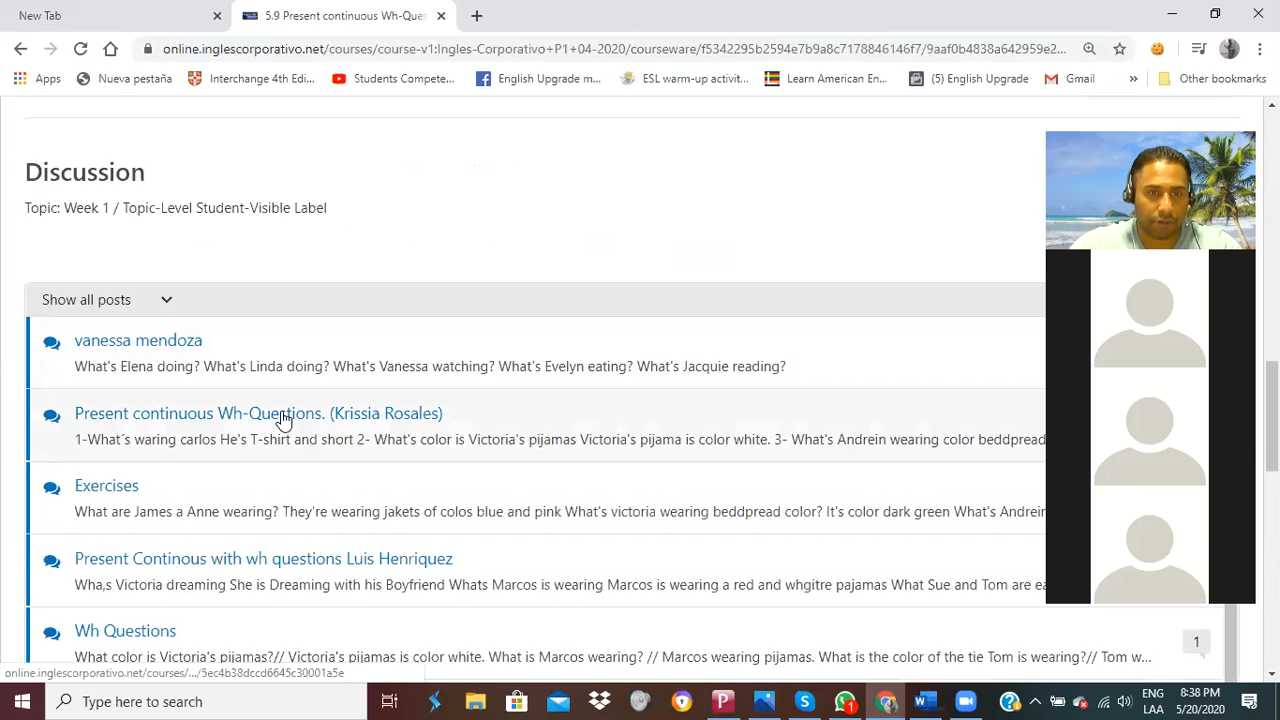 New Tab
5.9 Present continuous Wh-Ques
online.inglescorporativo.net/courses/course-v1:Ingles-Corporativo+P1+04-2020/courseware/f5342295b2594e7b9a8c7178846146f7/9aaf0b4838a642959e2...
Apps
Nueva pestaña
Interchange 4th Edi...
Students Compete...
English Upgrade m...
ESL warm-up activit...
Learn American En...
(5) English Upgrade
Gmail
»
Other bookmarks
Discussion
Topic: Week 1 / Topic-Level Student-Visible Label
Show all posts
vanessa mendoza
What's Elena doing? What's Linda doing? What's Vanessa watching? What's Evelyn eating? What's Jacquie reading?
Present continuous Wh-Questions. (Krissia Rosales)
1-What´s waring carlos He's T-shirt and short 2- What's color is Victoria's pijamas Victoria's pijama is color white. 3- What's Andrein wearing color beddpread
Exercises
What are James a Anne wearing? They're wearing jakets of colos blue and pink What's victoria wearing beddpread color? It's color dark green What's Andrein
Present Continous with wh questions Luis Henriquez
Wha,s Victoria dreaming She is Dreaming with his Boyfriend Whats Marcos is wearing Marcos is wearing a red and whgitre pajamas What Sue and Tom are ea
Wh Questions
1
What color is Victoria's pijamas?// Victoria's pijamas is color white. What is Marcos wearing? // Marcos wearing pijamas. What is the color of the tie Tom is wearing?// Tom w...
online.inglescorporativo.net/courses/.../5ec4b38dccd6645c30001a5e
Type here to search
1
ENG
LAA
8:38 PM
5/20/2020